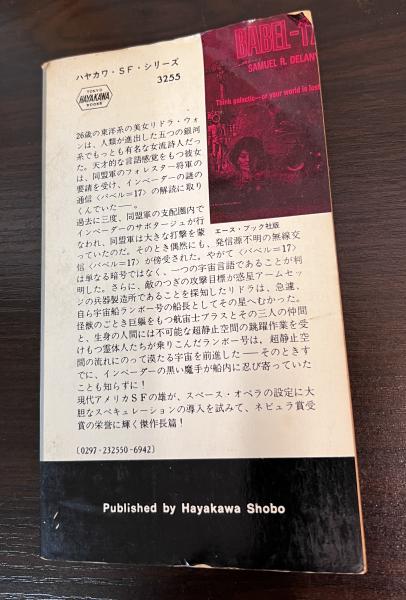 ハヤカワ・SF・シリーズ
3255
TOKYO
HAYAKAWA
BOOKS
BABEL-17
SAMUEL R. DELANY
Think galactic—or your world is lost
エース・ブック社版
26歳の東洋系の美女リドラ・ウォ
ンは、人類が進出した五つの銀河
系でもっとも有名な女流詩人だっ
た。天才的な言語感覚をもつ彼女
は、同盟軍のフォレスター将軍の
要請を受け、インベーダーの謎の
通信〈バベル=17〉の解読に取り
くんでいた――。
過去に三度、同盟軍の支配圏内で
インベーダーのサボタージュが行
なわれ、同盟軍は大きな打撃を蒙
っていたのだ。そのとき偶然にも、発信源不明の無線交
信〈バベル=17〉が傍受された。やがて〈バベル=17〉
は単なる暗号ではなく、一つの宇宙言語であることが判
明した。さらに、敵のつぎの攻撃目標が惑星アームセッ
ジの兵器製造所であることを探知したリドラは、急遽、
自ら宇宙船ランボー号の船長としてその星へむかった。
怪獣のごとき巨軀をもつ航宙士ブラスとその三人の仲間
と、生身の人間には不可能な超静止空間の跳躍作業を受
けもつ霊体人たちが乗りこんだランボー号は、超静止空
間の流れにのって漠たる宇宙を前進した――そのときす
でに、インベーダーの黒い魔手が船内に忍び寄っていた
ことも知らずに!
現代アメリカSFの雄が、スペース・オペラの設定に大
胆なスペキュレーションの導入を試みて、ネビュラ賞受
賞の栄誉に輝く傑作長篇!
〔0297-232550-6942〕
Published by Hayakawa Shobo